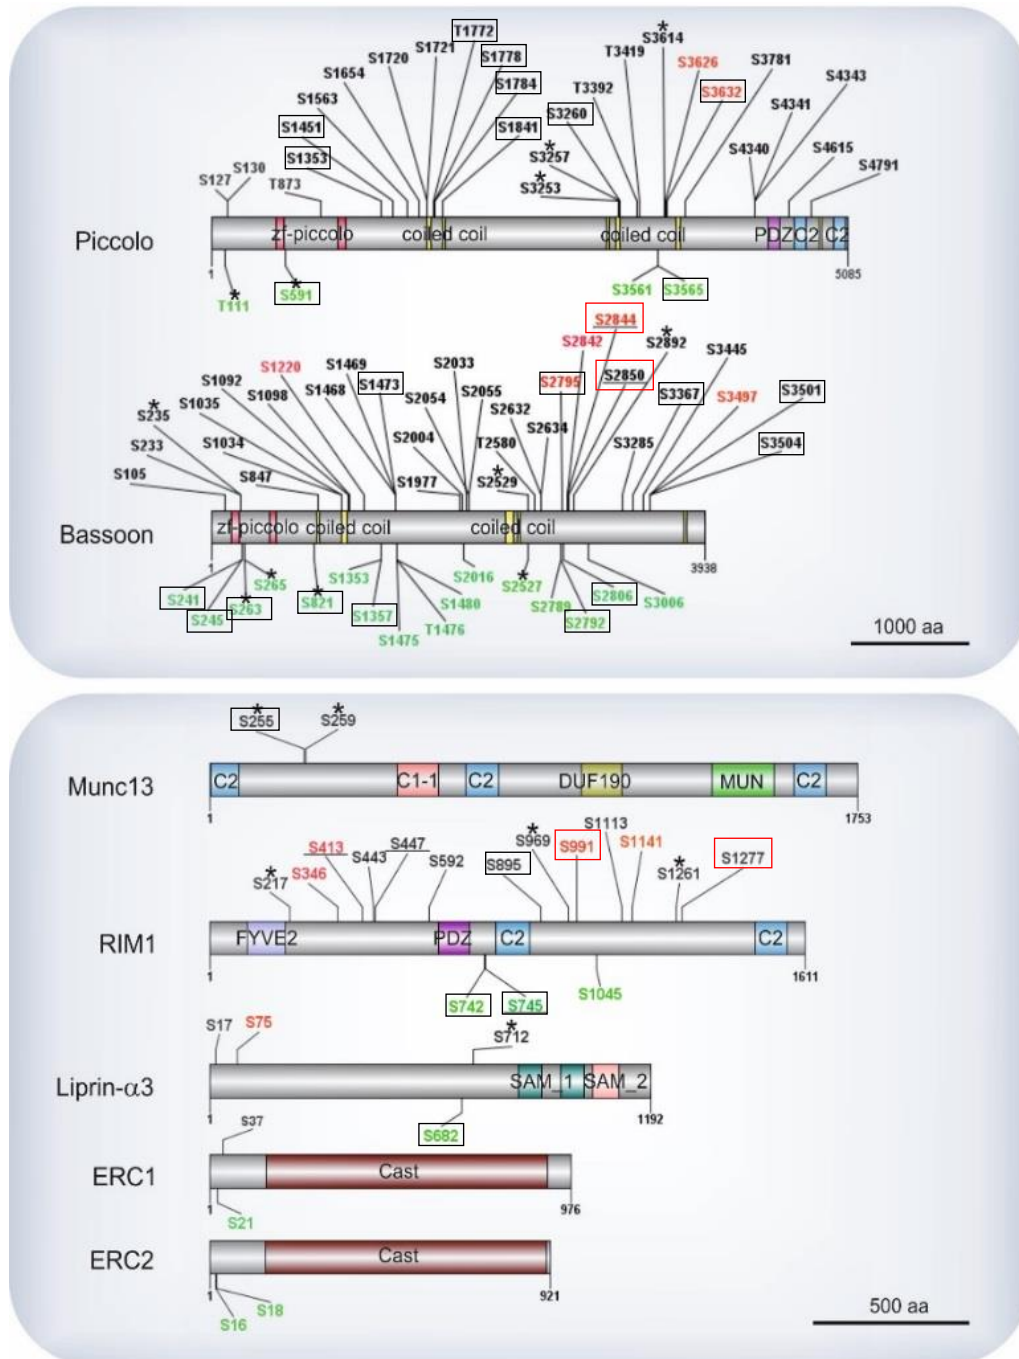 T1772
*
S1721
S3614
S1720
S1778
T3419
S3626
S3781
S1654
S1784
T3392
S3632
S4343
S1563
S3260
S4341
S1451
S1841
*
S1353
S3257
S4340
S4615
S130
*
S4791
S127
T873
S3253
Piccolo
zf-piccolo
coiled coil
coiled coil
PDZ
C2
C2
1
5085
*
*
S591
T111
S3561
S3565
S2844
*
S2033
S2842
S2892
S1469
S3445
S1220
S1473
S2795
S2850
S1092
S2055
S3367
S3501
S1098
S1468
S2054
S2632
S3497
*
S1035
S235
S2634
S233
S1034
S2004
T2580
S3285
S3504
*
S105
S847
S1977
S2529
Bassoon
zf-piccolo
coiled coil
coiled coil
1
3938
*
S265
S1353
S2016
*
S2527
S241
*
S263
*
S821
S1480
S2806
S3006
S245
S1357
S2789
T1476
S2792
S1475
1000 aa
*
*
S255
S259
Munc13
C2
C1-1
C2
DUF190
MUN
C2
1
1753
S1113
*
S413
S447
S969
S991
S1141
S443
S592
S895
*
S1277
*
S346
S1261
S217
RIM1
FYVE2
PDZ
C2
C2
1
1611
S742
S745
S1045
S17
S75
*
S712
Liprin-α3
SAM_1
SAM_2
1
1192
S682
S37
ERC1
Cast
1
976
S21
ERC2
Cast
1
921
S18
S16
500 aa